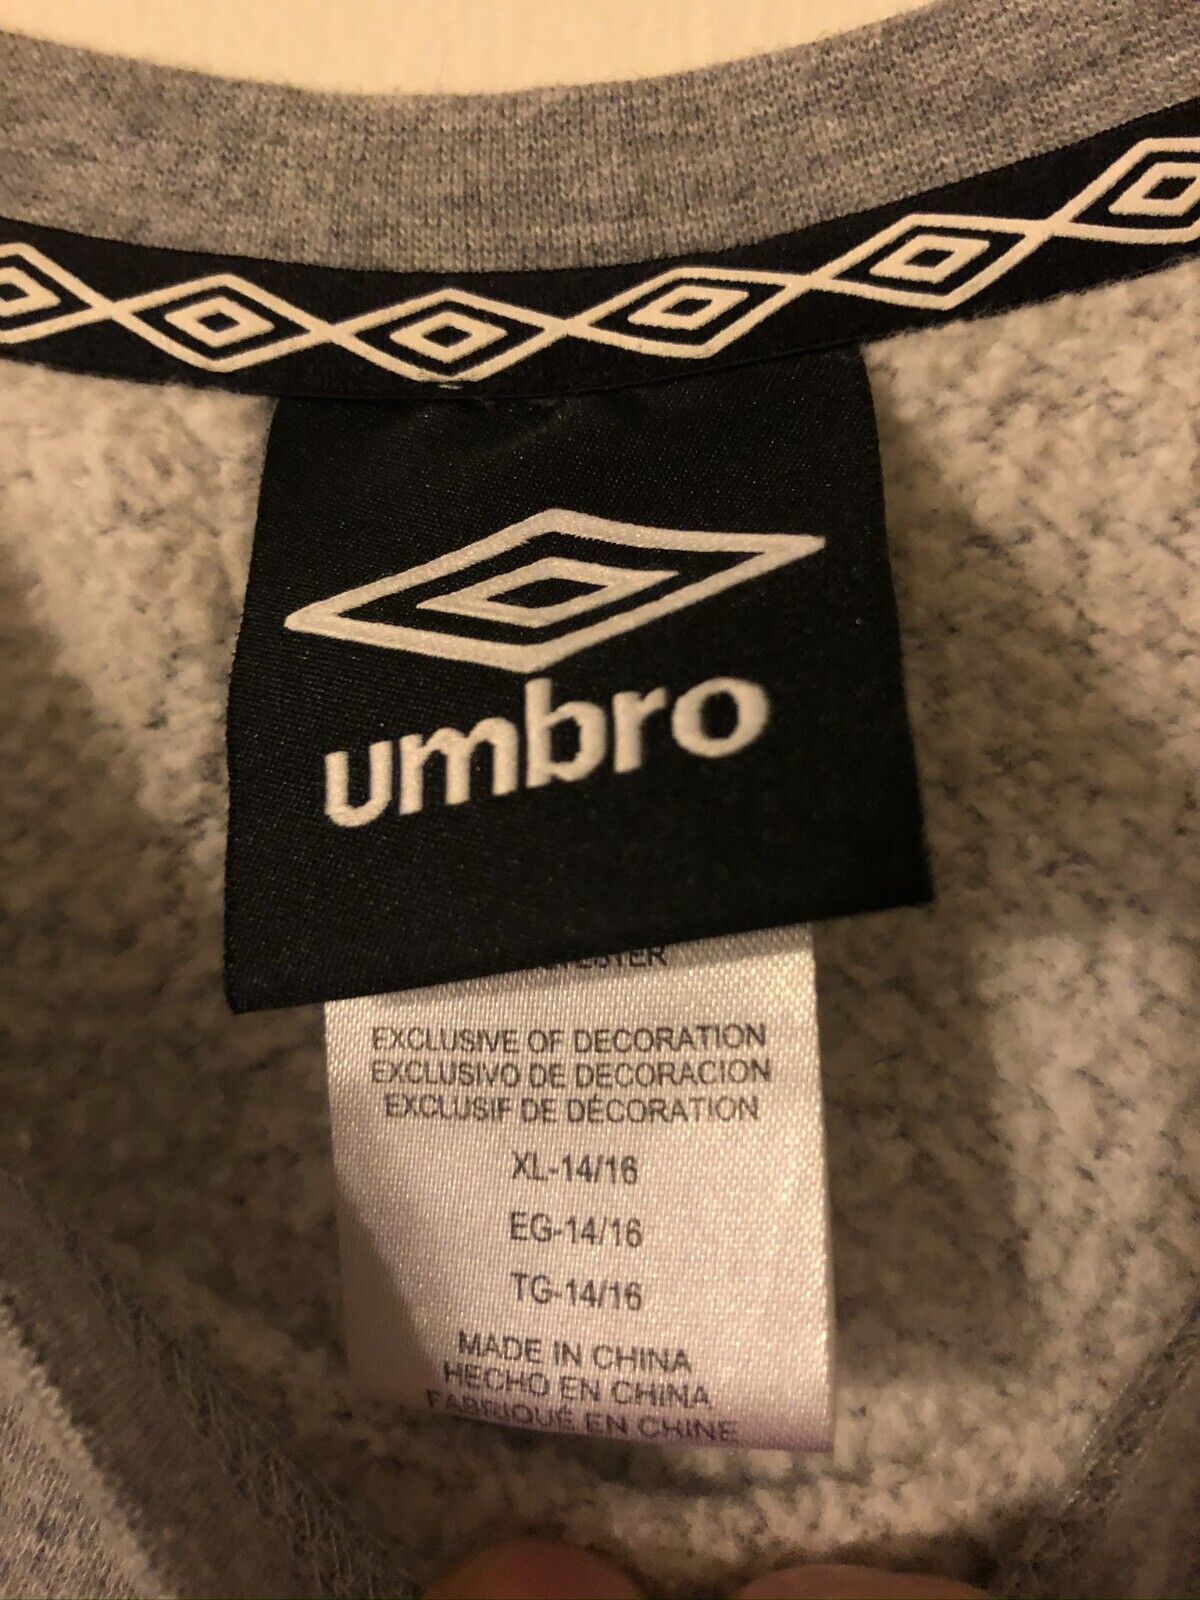 umbro
EXCLUSIVE OF DECORATION
EXCLUSIVO DE DECORACION
EXCLUSIF DE DÉCORATION
XL-14/16
EG-14/16
TG-14/16
MADE IN CHINA
HECHO EN CHINA
FABRIQUÉ EN CHINE